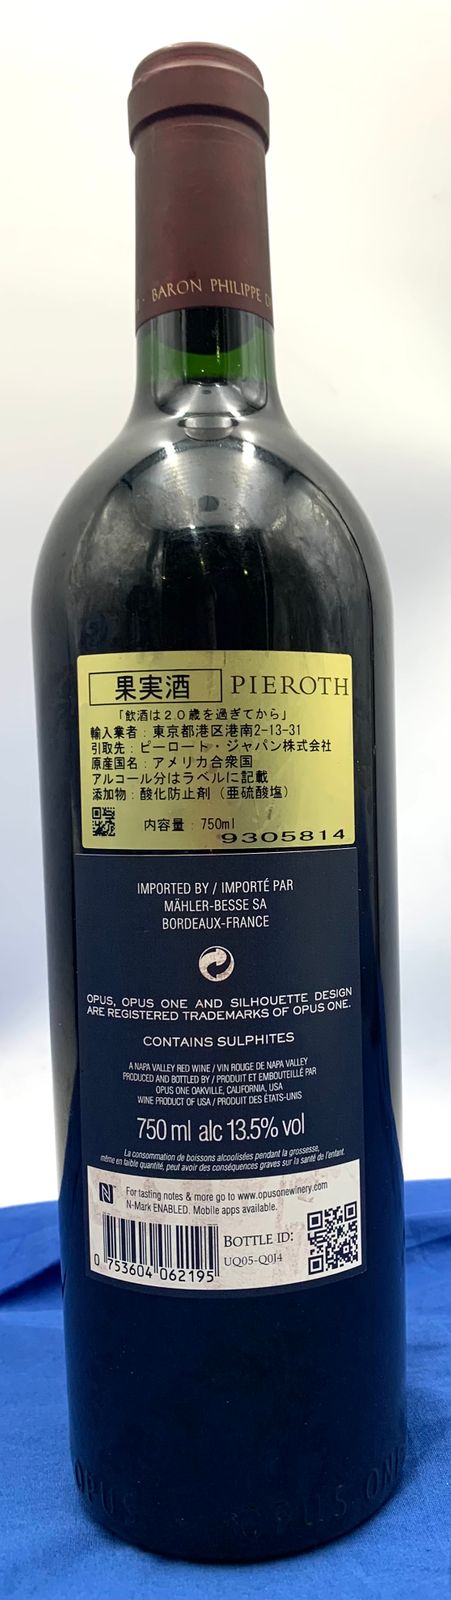 · BARON PHILIPPE
果実酒 PIEROTH
「飲酒は20歳を過ぎてから」
輸入業者：東京都港区港南2-13-31
引取先：ピーロート・ジャパン株式会社
原産国名：アメリカ合衆国
アルコール分はラベルに記載
添加物：酸化防止剤（亜硫酸塩）
内容量：750ml
9305814
IMPORTED BY / IMPORTÉ PAR
MÄHLER-BESSE SA
BORDEAUX-FRANCE
OPUS, OPUS ONE AND SILHOUETTE DESIGN
ARE REGISTERED TRADEMARKS OF OPUS ONE.
CONTAINS SULPHITES
A NAPA VALLEY RED WINE / VIN ROUGE DE NAPA VALLEY
PRODUCED AND BOTTLED BY / PRODUIT ET EMBOUTEILLÉ PAR
OPUS ONE OAKVILLE, CALIFORNIA, USA
WINE PRODUCT OF USA / PRODUIT DES ÉTATS-UNIS
750 ml alc 13.5% vol
La consommation de boissons alcoolisées pendant la grossesse,
même en faible quantité, peut avoir des conséquences graves sur la santé de l'enfant.
For tasting notes & more go to www.opusonewinery.com
N-Mark ENABLED. Mobile apps available.
BOTTLE ID:
UQ05-Q0J4
0 753604 062195
OPUS OPUS ONE